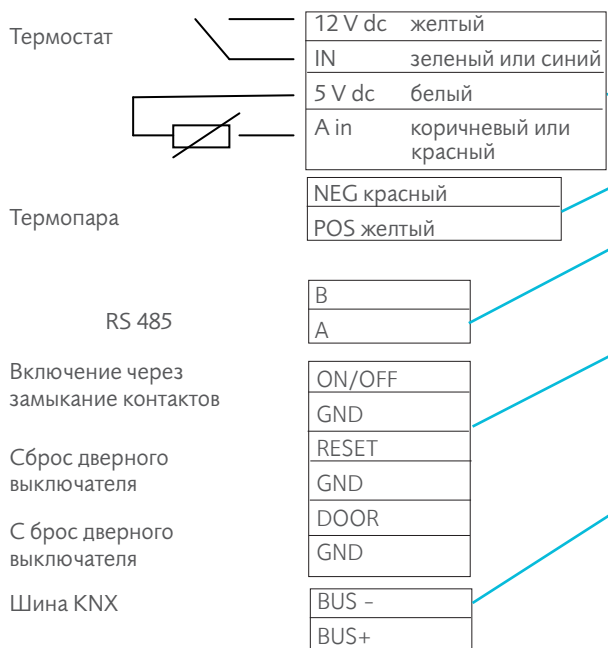 Термостат
12 V dc желтый
IN зеленый или синий
5 V dc белый
A in коричневый или
красный
Термопара
NEG красный
POS желтый
RS 485
B
A
Включение через
замыкание контактов
ON/OFF
GND
Сброс дверного
выключателя
RESET
GND
С брос дверного
выключателя
DOOR
GND
Шина KNX
BUS –
BUS+